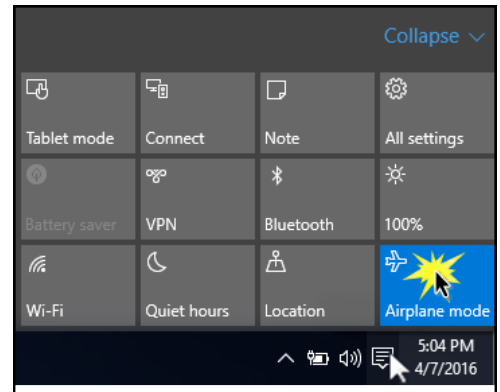 Collapse
Tablet mode Connect Note All settings
Battery saver VPN Bluetooth 100%
Wi-Fi Quiet hours Location Airplane mode
5:04 PM
4/7/2016